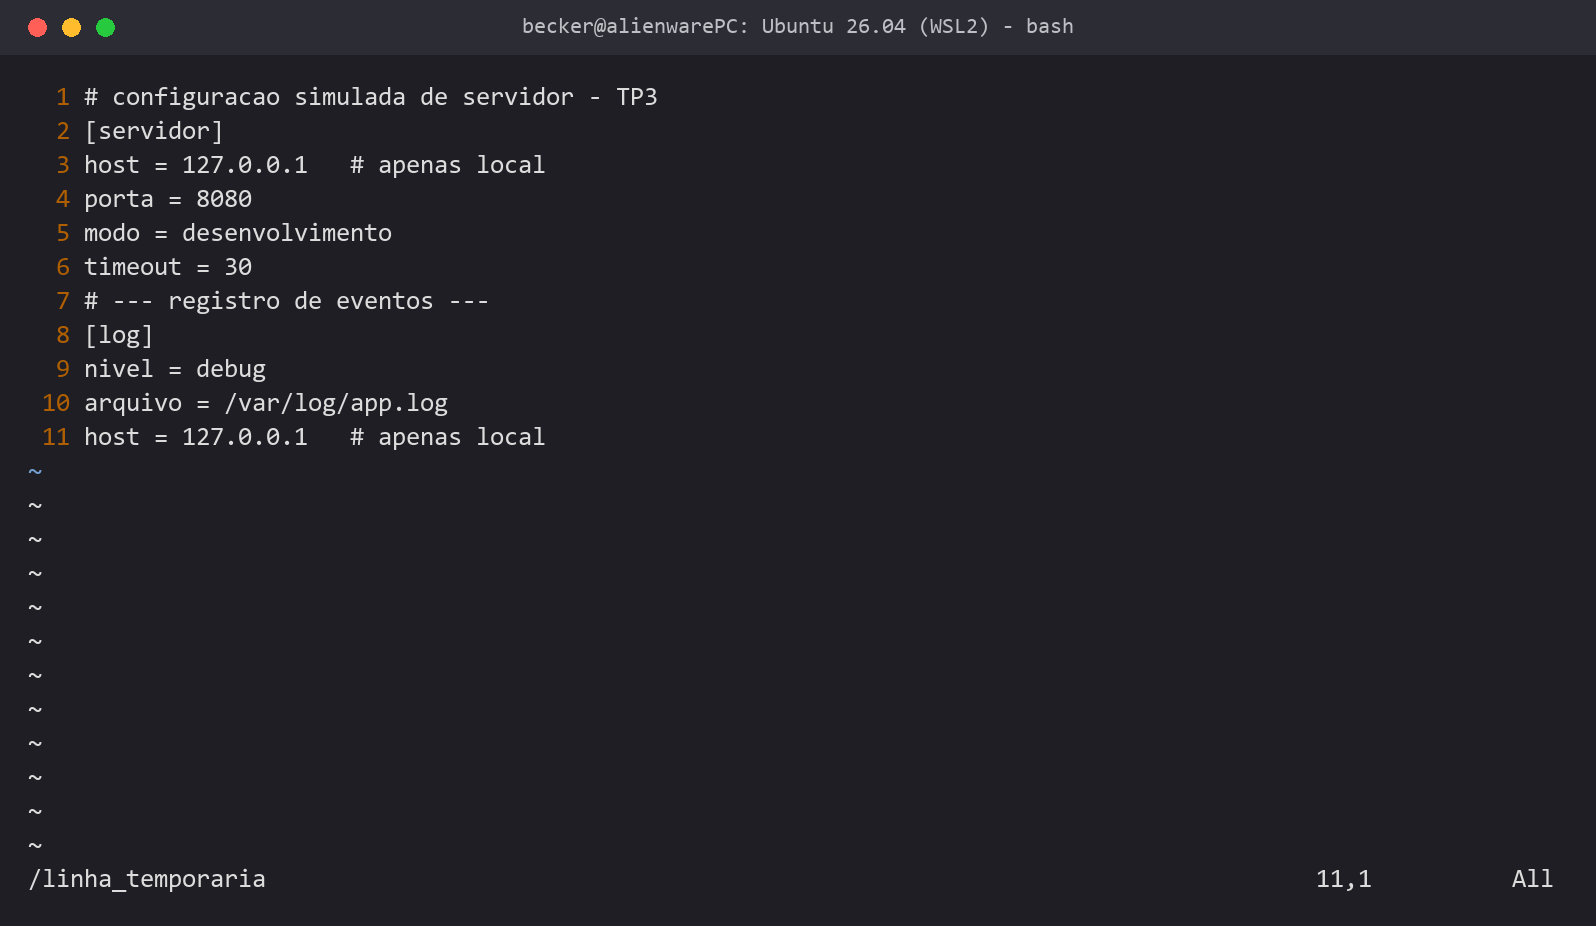 becker@alienwarePC: Ubuntu 26.04 (WSL2) - bash
1 # configuracao simulada de servidor - TP3
2 [servidor]
3 host = 127.0.0.1   # apenas local
4 porta = 8080
5 modo = desenvolvimento
6 timeout = 30
7 # --- registro de eventos ---
8 [log]
9 nivel = debug
10 arquivo = /var/log/app.log
11 host = 127.0.0.1   # apenas local
~
~
~
~
~
~
~
~
~
~
~
~
/linha_temporaria 11,1 All